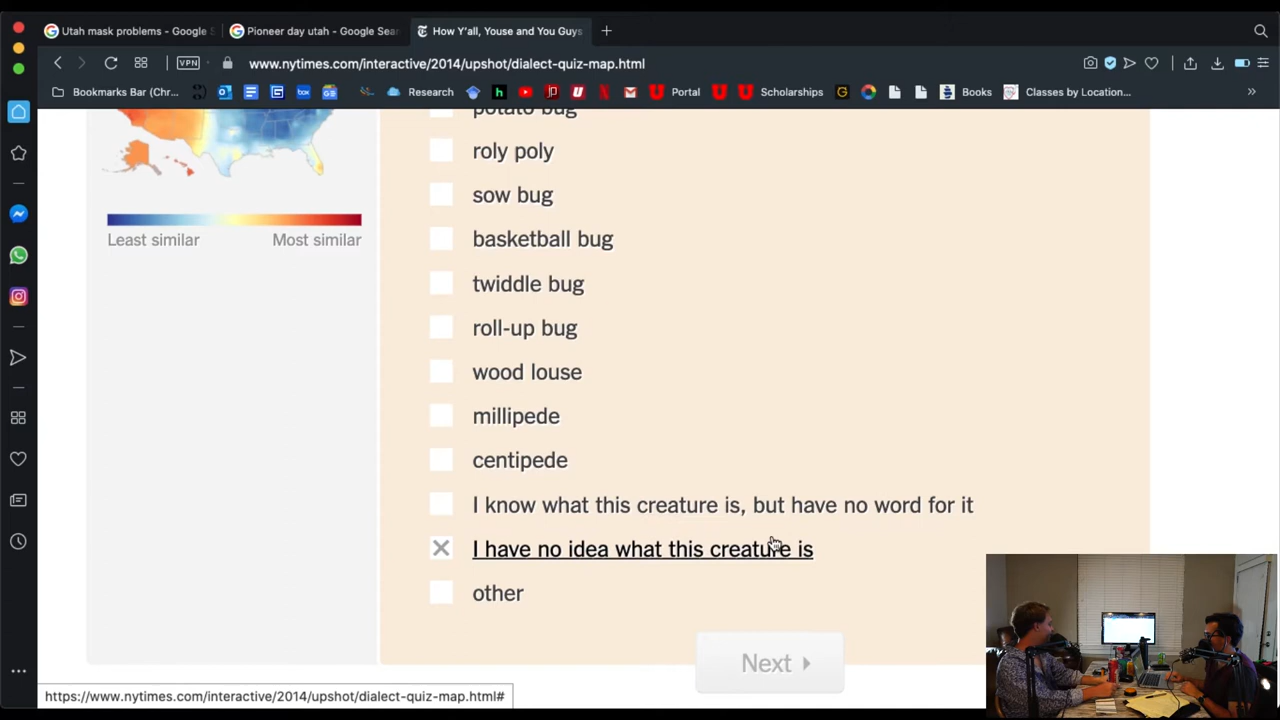 Utah mask problems - Google S
Pioneer day utah - Google Sear
How Y'all, Youse and You Guys
VPN
www.nytimes.com/interactive/2014/upshot/dialect-quiz-map.html
Bookmarks Bar (Chr...
Research
Portal
Scholarships
Books
Classes by Location...
potato bug
roly poly
sow bug
Least similar
Most similar
basketball bug
twiddle bug
roll-up bug
wood louse
millipede
centipede
I know what this creature is, but have no word for it
I have no idea what this creature is
other
Next
https://www.nytimes.com/interactive/2014/upshot/dialect-quiz-map.html#